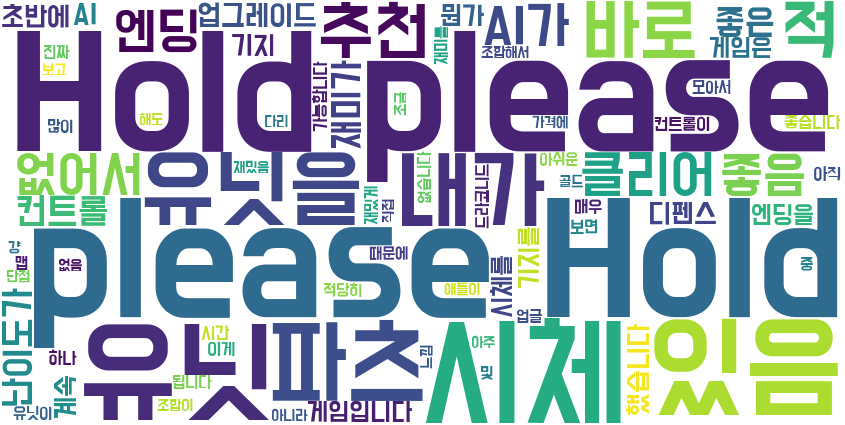 초반에 AI 엔딩 업그레이드 추천 뭔가 AI가 바로 좋은 적
진짜 기지 재미를 조합해서 게임은
보고
Hold please
많이 해도 다리 가능합니다 재미가 조금 가격에 모아서 컨트롤이 좋습니다
없어서 유닛을 재밌음 내가 없습니다 아쉬운 클리어 좋음 아직
컨트롤 재밌게 직접 드라코니드 골드 매우 디펜스 엔딩을
보면
please Hold
걍 맵 없음 때문에 기지를 중
단점 적당히 얘들이 시체를
난이도가 업글
유닛 파츠 시체 있음
시간 이게 느낌 아주 및 했습니다
하나 계속 됩니다
유닛이 조합이 아니라 게임입니다